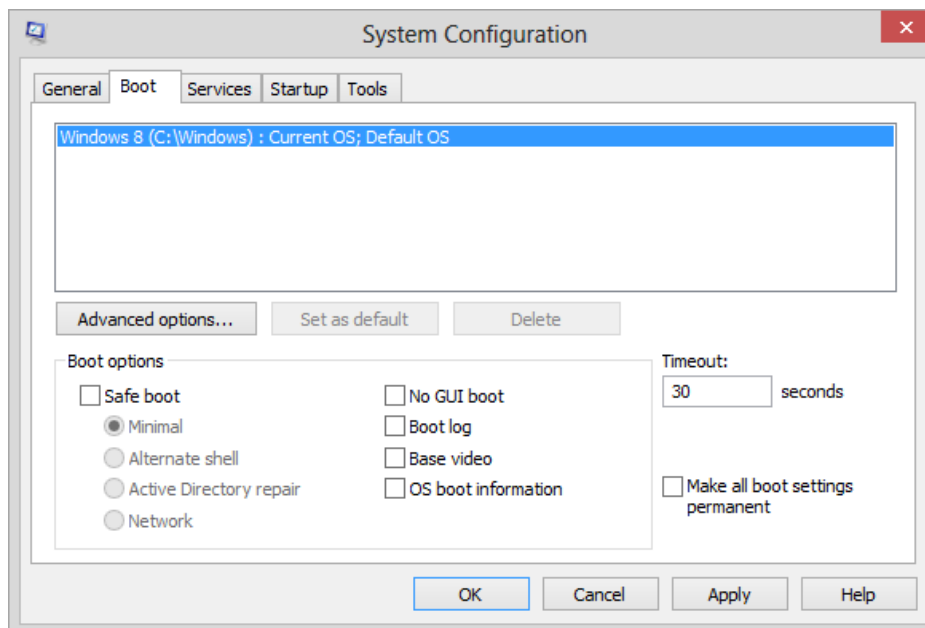 System Configuration
General Boot Services Startup Tools
Windows 8 (C:\Windows) : Current OS; Default OS
Advanced options... Set as default Delete
Boot options
Timeout:
Safe boot No GUI boot 30 seconds
Minimal Boot log
Alternate shell Base video
Active Directory repair OS boot information Make all boot settings
permanent
Network
OK Cancel Apply Help